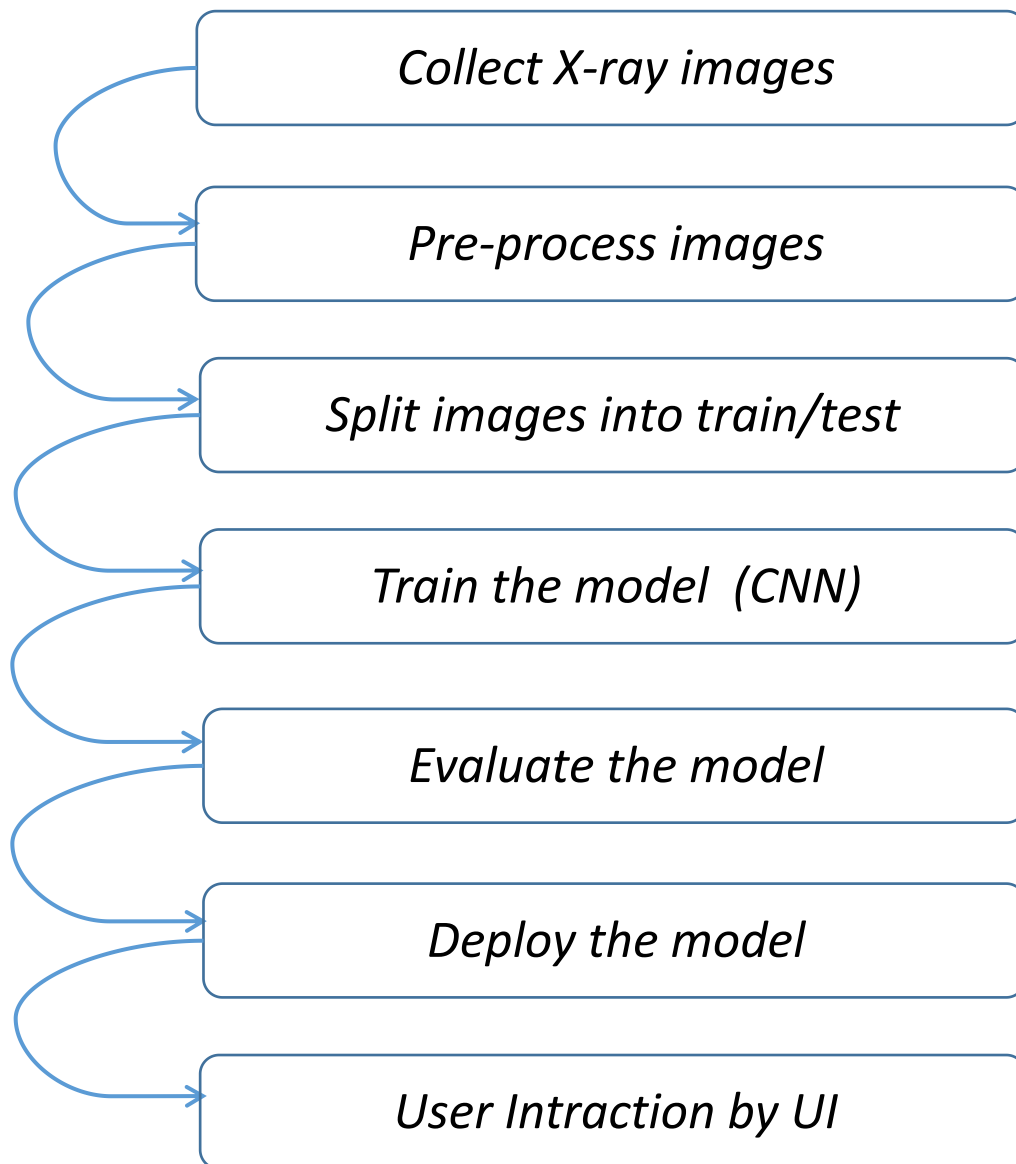 Collect X-ray images
Pre-process images
Split images into train/test
Train the model  (CNN)
Evaluate the model
Deploy the model
User Intraction by UI